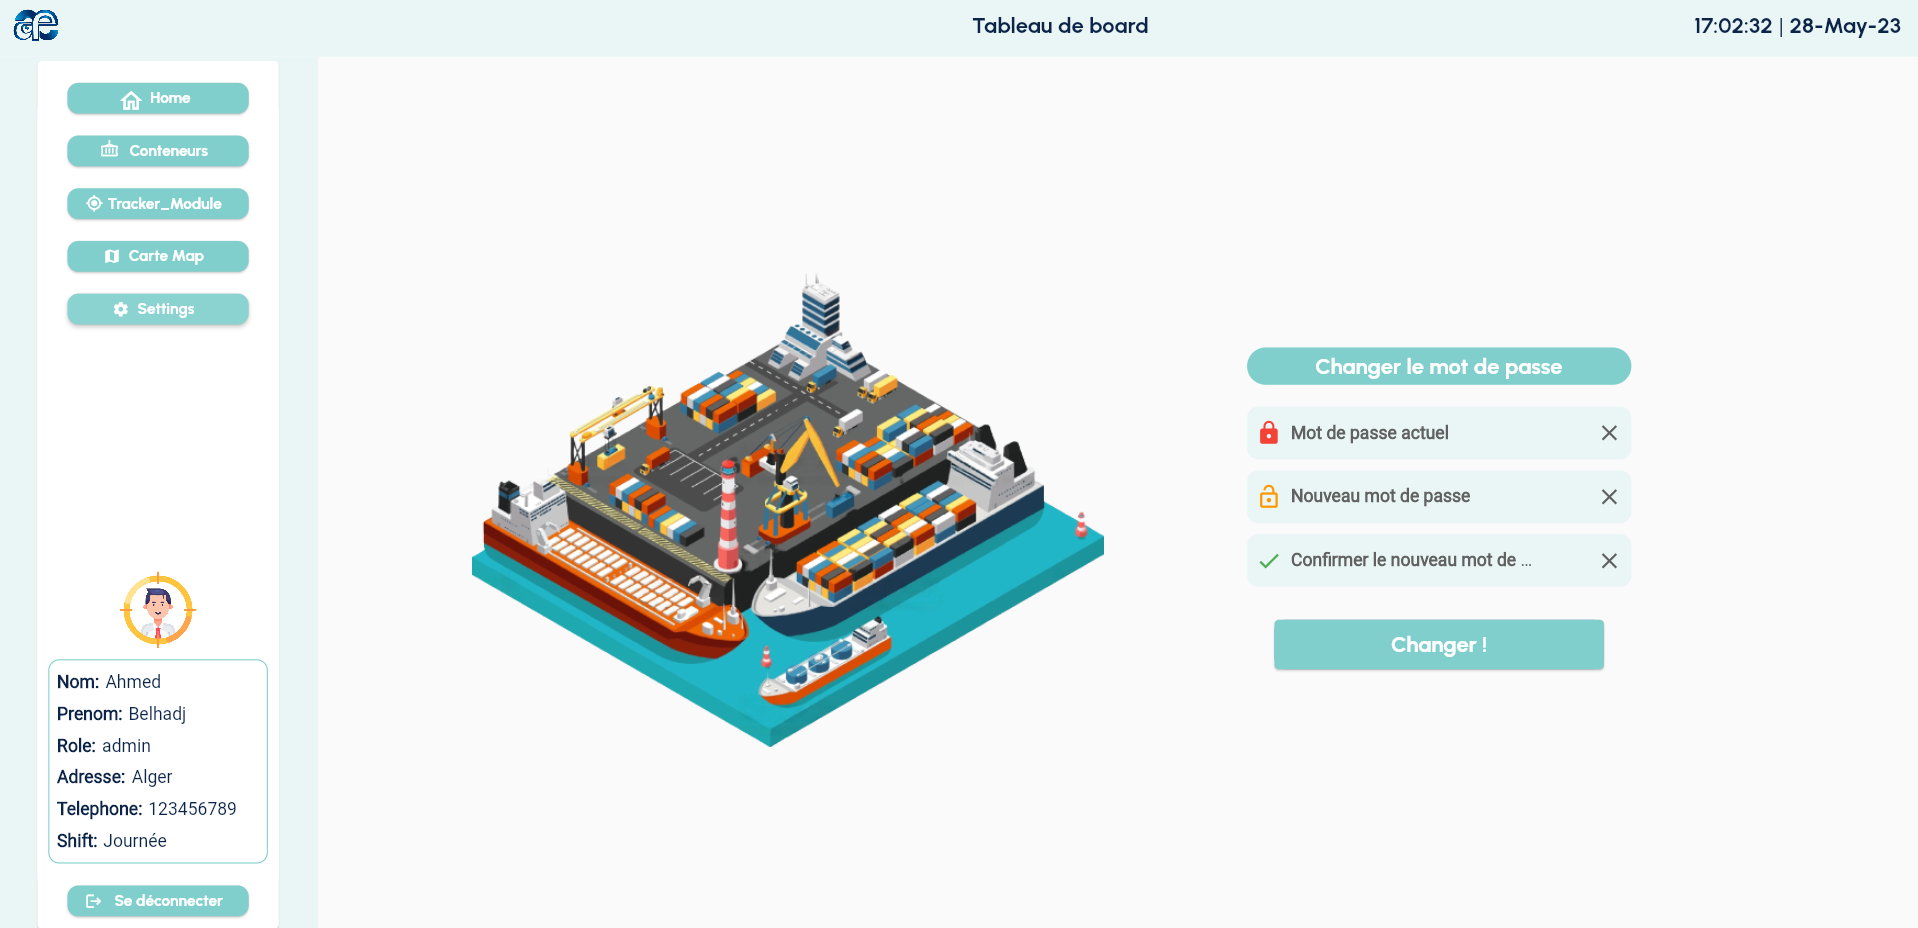 Tableau de board
17:02:32 | 28-May-23
Home
Conteneurs
Tracker_Module
Carte Map
Settings
Nom: Ahmed
Prenom: Belhadj
Role: admin
Adresse: Alger
Telephone: 123456789
Shift: Journée
Se déconnecter
Changer le mot de passe
Mot de passe actuel
Nouveau mot de passe
Confirmer le nouveau mot de ...
Changer !